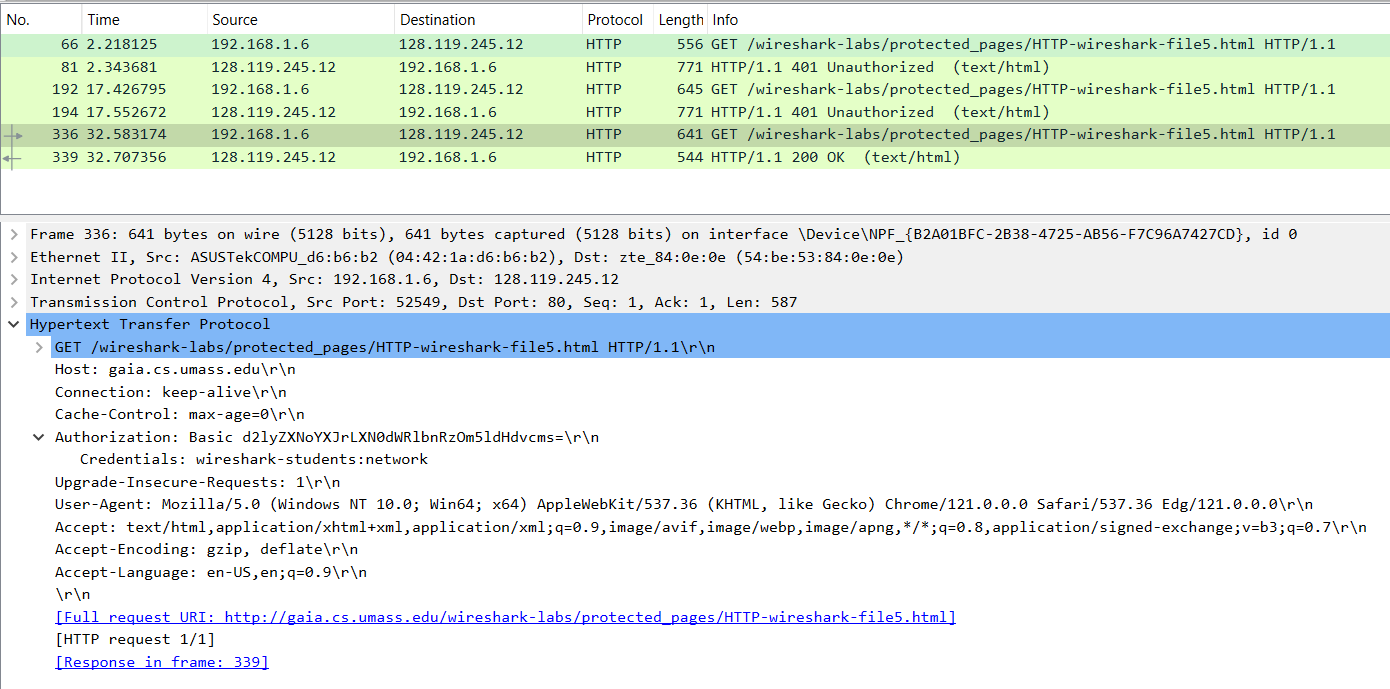 No. Time Source Destination Protocol Length Info
66 2.218125 192.168.1.6 128.119.245.12 HTTP 556 GET /wireshark-labs/protected_pages/HTTP-wireshark-file5.html HTTP/1.1
81 2.343681 128.119.245.12 192.168.1.6 HTTP 771 HTTP/1.1 401 Unauthorized (text/html)
192 17.426795 192.168.1.6 128.119.245.12 HTTP 645 GET /wireshark-labs/protected_pages/HTTP-wireshark-file5.html HTTP/1.1
194 17.552672 128.119.245.12 192.168.1.6 HTTP 771 HTTP/1.1 401 Unauthorized (text/html)
336 32.583174 192.168.1.6 128.119.245.12 HTTP 641 GET /wireshark-labs/protected_pages/HTTP-wireshark-file5.html HTTP/1.1
339 32.707356 128.119.245.12 192.168.1.6 HTTP 544 HTTP/1.1 200 OK (text/html)
Frame 336: 641 bytes on wire (5128 bits), 641 bytes captured (5128 bits) on interface \Device\NPF_{B2A01BFC-2B38-4725-AB56-F7C96A7427CD}, id 0
Ethernet II, Src: ASUSTekCOMPU_d6:b6:b2 (04:42:1a:d6:b6:b2), Dst: zte_84:0e:0e (54:be:53:84:0e:0e)
Internet Protocol Version 4, Src: 192.168.1.6, Dst: 128.119.245.12
Transmission Control Protocol, Src Port: 52549, Dst Port: 80, Seq: 1, Ack: 1, Len: 587
Hypertext Transfer Protocol
GET /wireshark-labs/protected_pages/HTTP-wireshark-file5.html HTTP/1.1\r\n
Host: gaia.cs.umass.edu\r\n
Connection: keep-alive\r\n
Cache-Control: max-age=0\r\n
Authorization: Basic d2lyZXNoYXJrLXN0dWRlbnRzOm5ldHdvcms=\r\n
Credentials: wireshark-students:network
Upgrade-Insecure-Requests: 1\r\n
User-Agent: Mozilla/5.0 (Windows NT 10.0; Win64; x64) AppleWebKit/537.36 (KHTML, like Gecko) Chrome/121.0.0.0 Safari/537.36 Edg/121.0.0.0\r\n
Accept: text/html,application/xhtml+xml,application/xml;q=0.9,image/avif,image/webp,image/apng,*/*;q=0.8,application/signed-exchange;v=b3;q=0.7\r\n
Accept-Encoding: gzip, deflate\r\n
Accept-Language: en-US,en;q=0.9\r\n
\r\n
[Full request URI: http://gaia.cs.umass.edu/wireshark-labs/protected_pages/HTTP-wireshark-file5.html]
[HTTP request 1/1]
[Response in frame: 339]